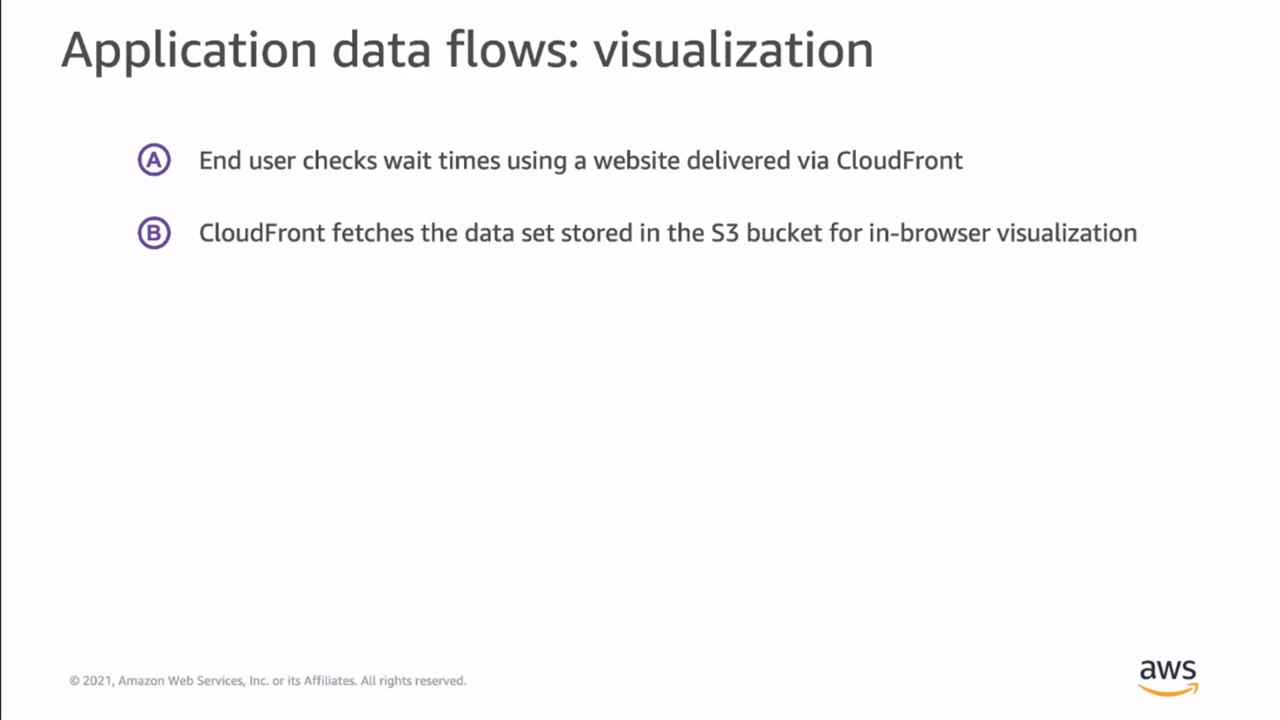 Application data flows: visualization
A End user checks wait times using a website delivered via CloudFront
B CloudFront fetches the data set stored in the S3 bucket for in-browser visualization
© 2021, Amazon Web Services, Inc. or its Affiliates. All rights reserved.
aws